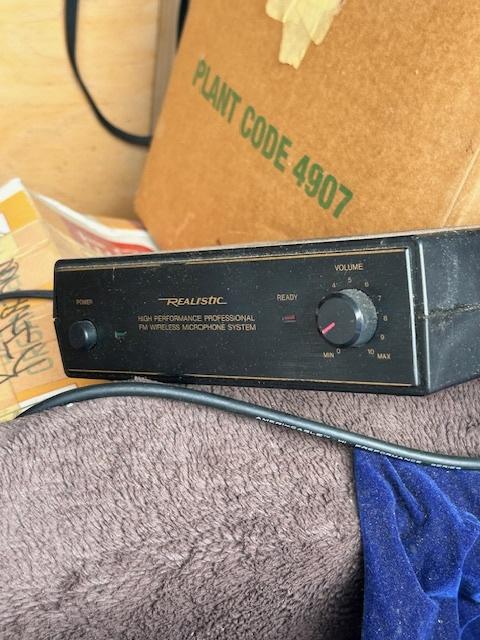 PLANT CODE 4907
POWER
REALISTIC
HIGH PERFORMANCE PROFESSIONAL
FM WIRELESS MICROPHONE SYSTEM
READY
VOLUME
4 5 6
7
8
9
MIN 0 10 MAX